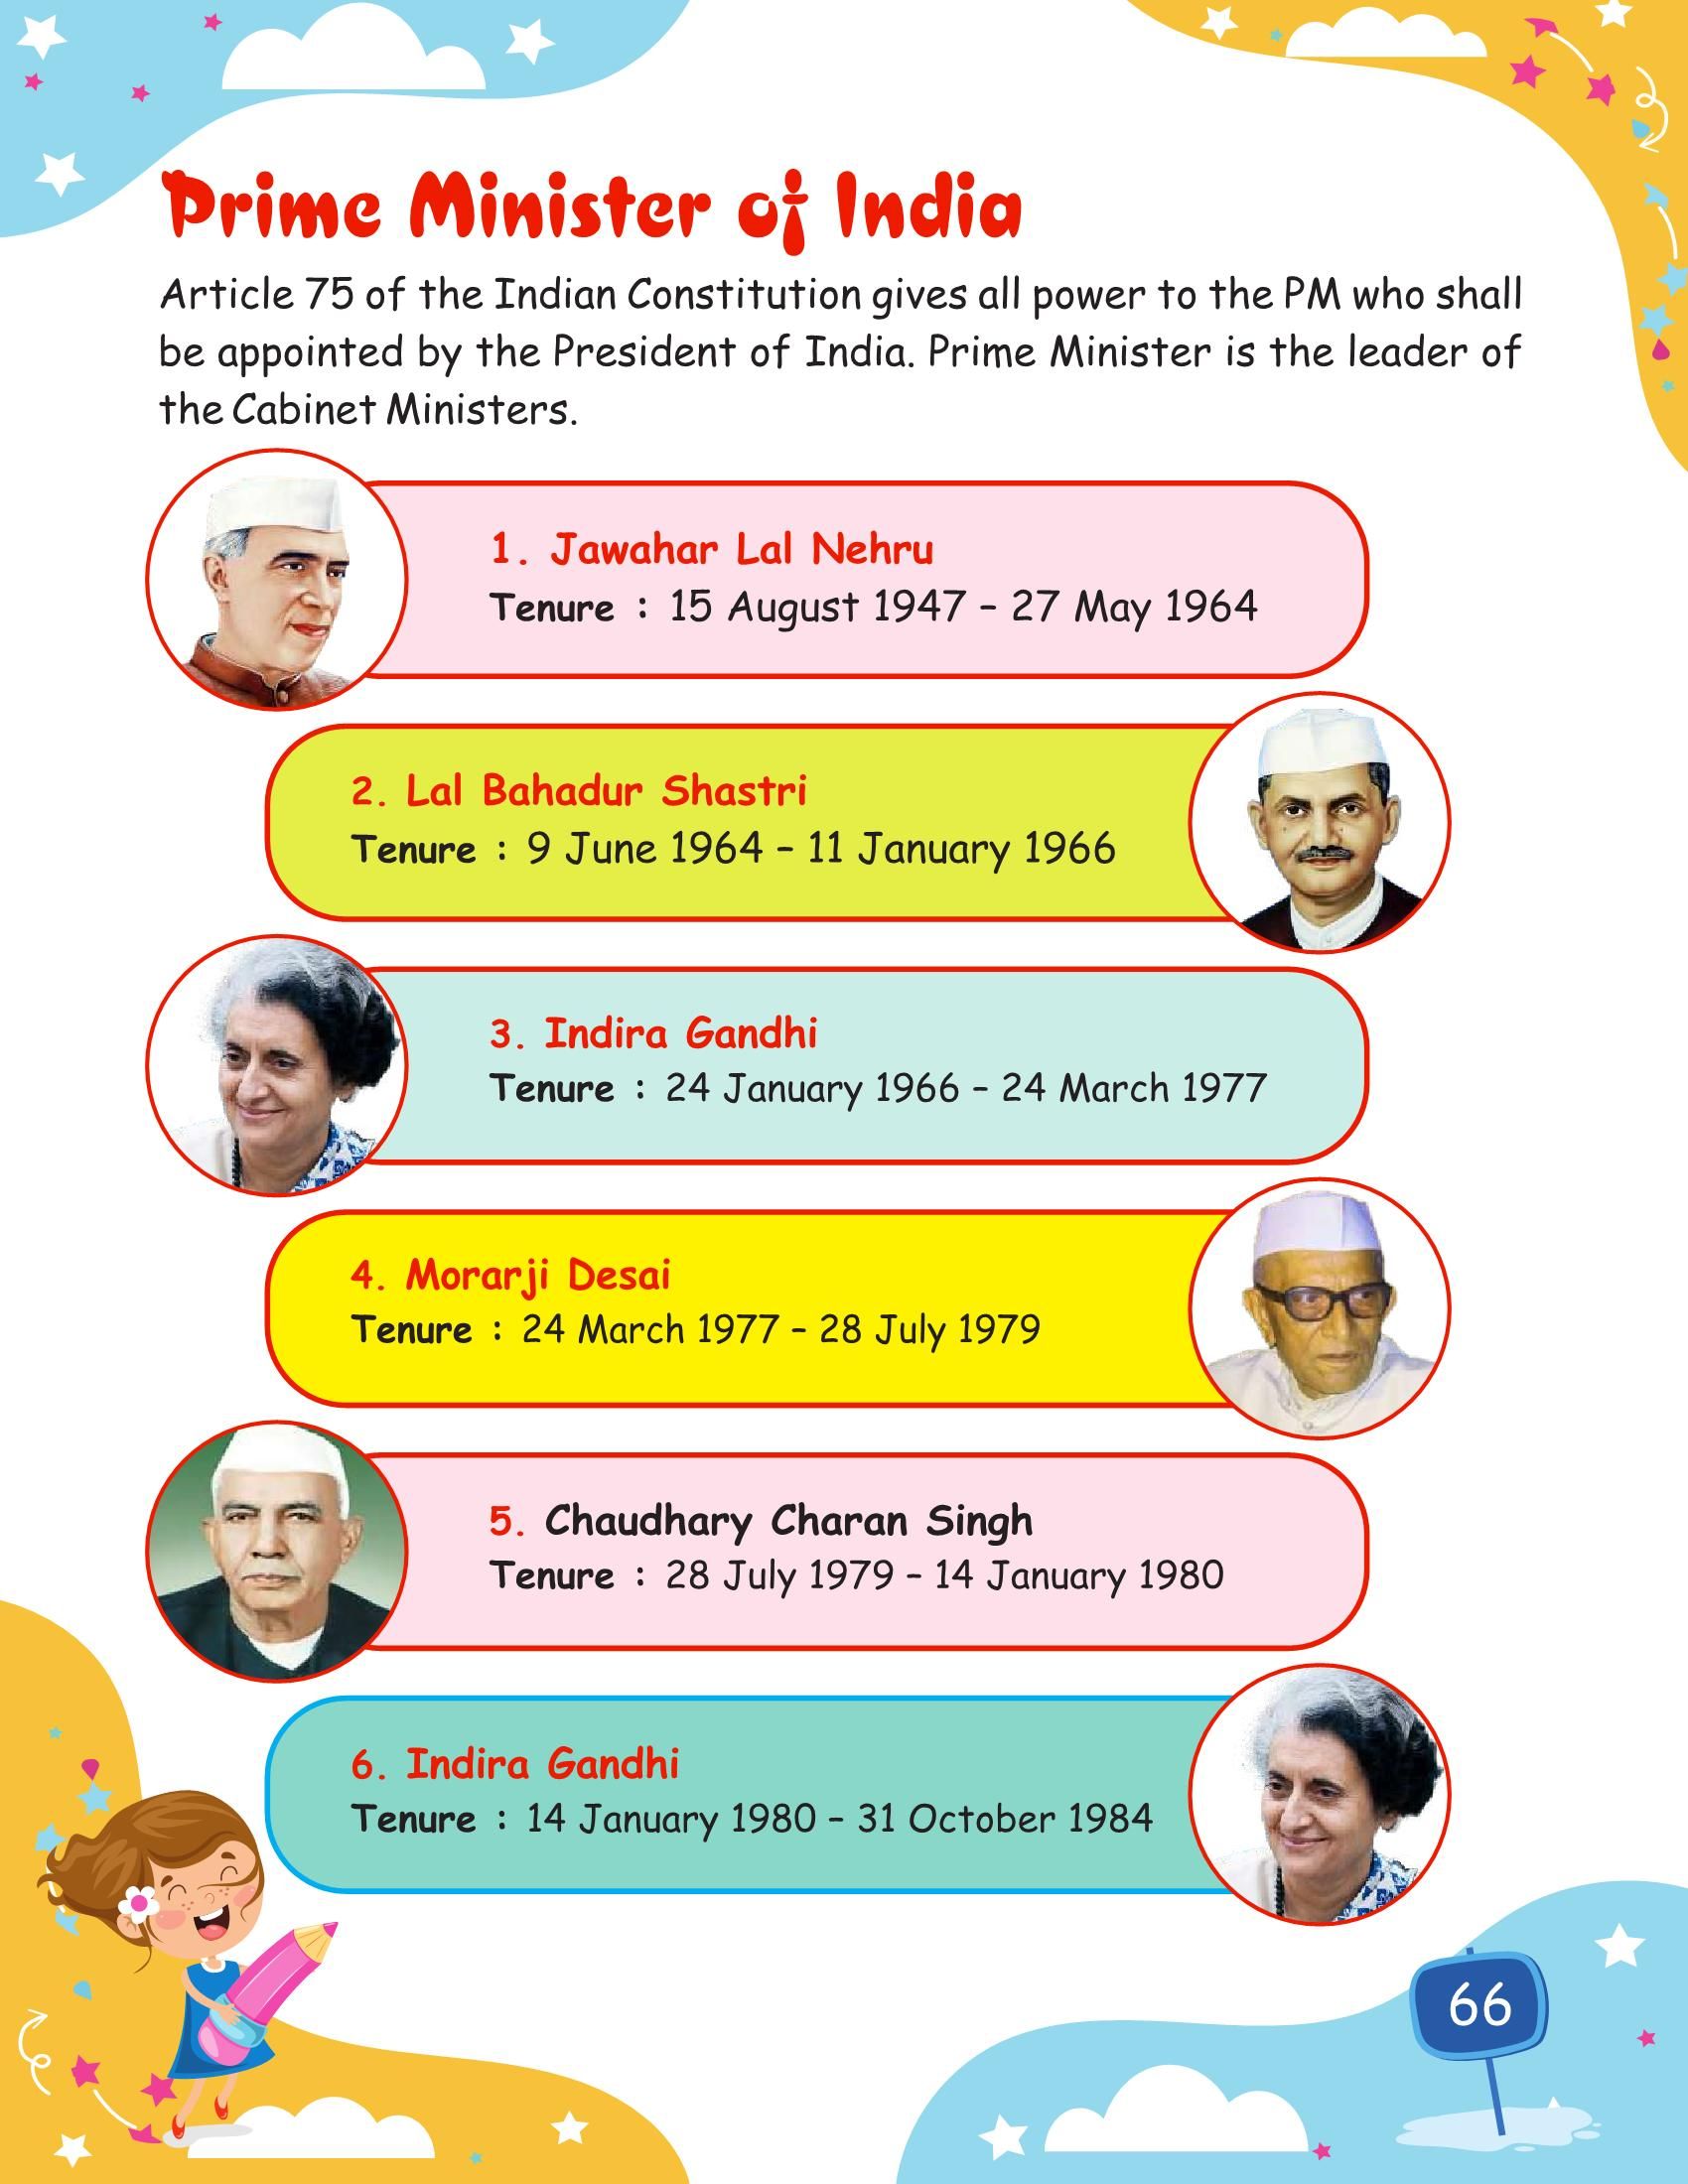 Prime Minister of India
Article 75 of the Indian Constitution gives all power to the PM who shall
be appointed by the President of India. Prime Minister is the leader of
the Cabinet Ministers.
1. Jawahar Lal Nehru
Tenure : 15 August 1947 – 27 May 1964
2. Lal Bahadur Shastri
Tenure : 9 June 1964 – 11 January 1966
3. Indira Gandhi
Tenure : 24 January 1966 – 24 March 1977
4. Morarji Desai
Tenure : 24 March 1977 – 28 July 1979
5. Chaudhary Charan Singh
Tenure : 28 July 1979 – 14 January 1980
6. Indira Gandhi
Tenure : 14 January 1980 – 31 October 1984
66